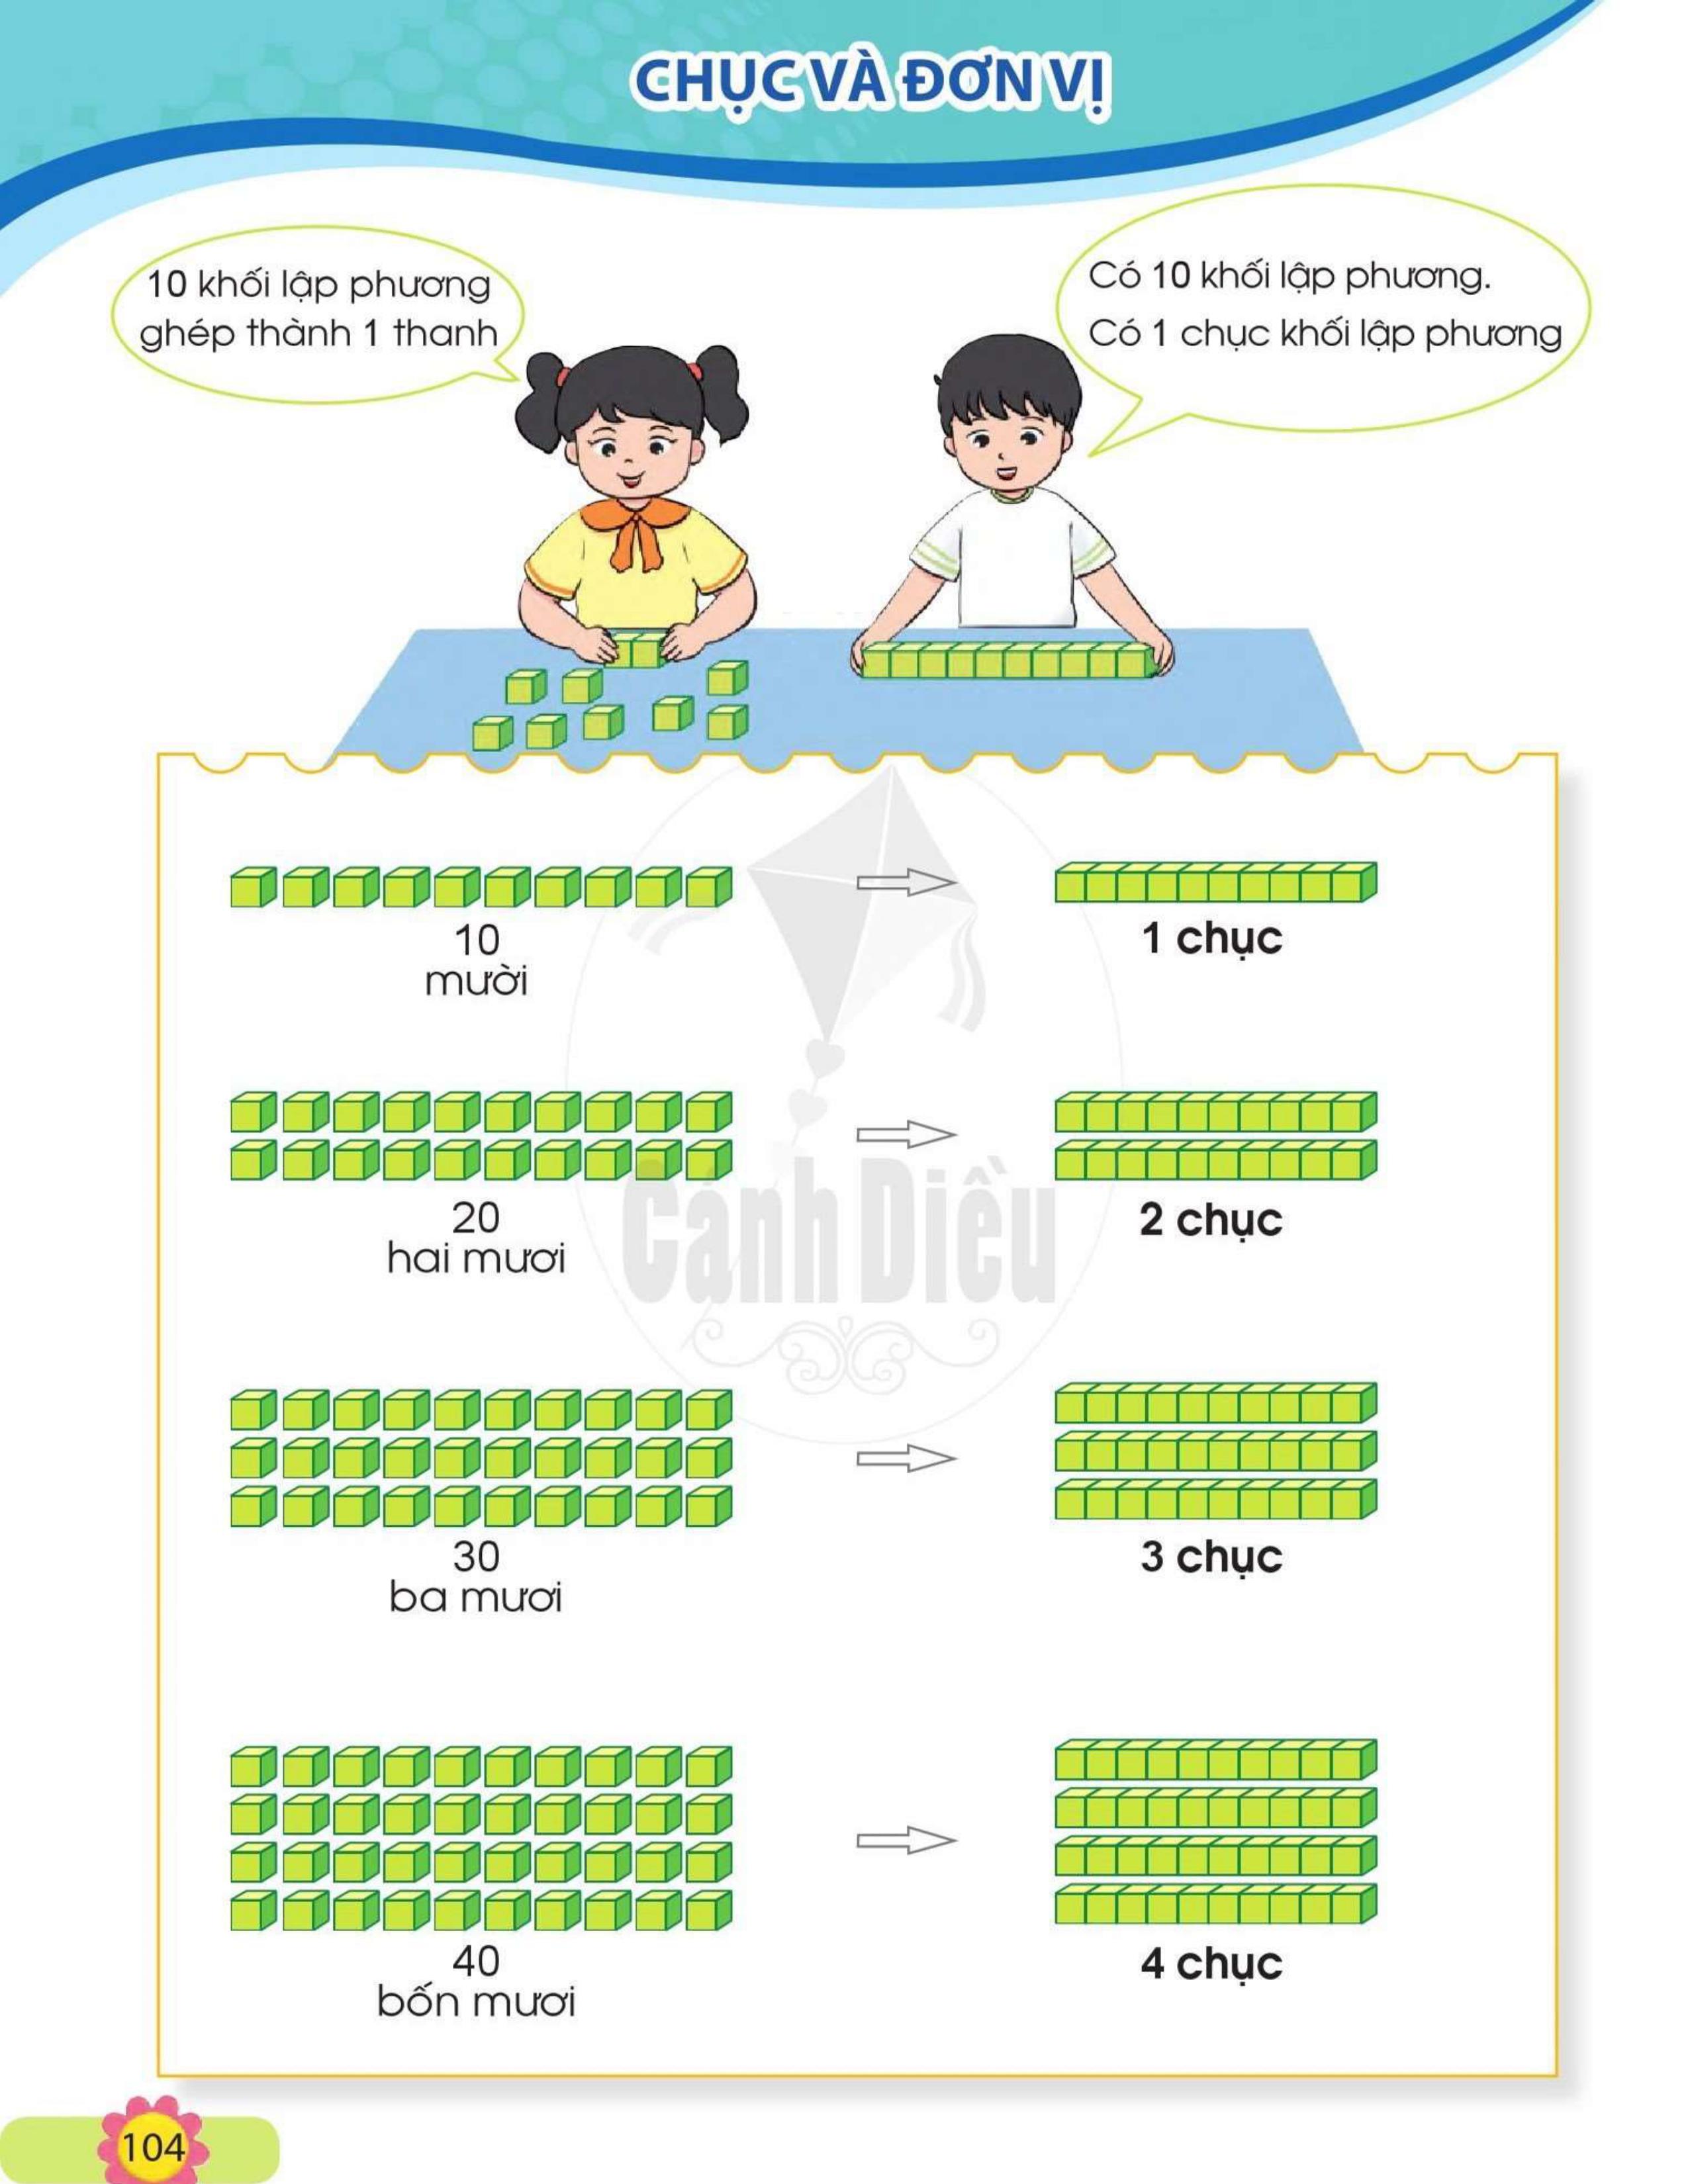 CHỤC VÀ ĐƠN VỊ
10 khối lập phương
ghép thành 1 thanh
Có 10 khối lập phương.
Có 1 chục khối lập phương
10
mười
1 chục
20
hai mươi
2 chục
Cánh Diều
30
ba mươi
3 chục
40
bốn mươi
4 chục
104